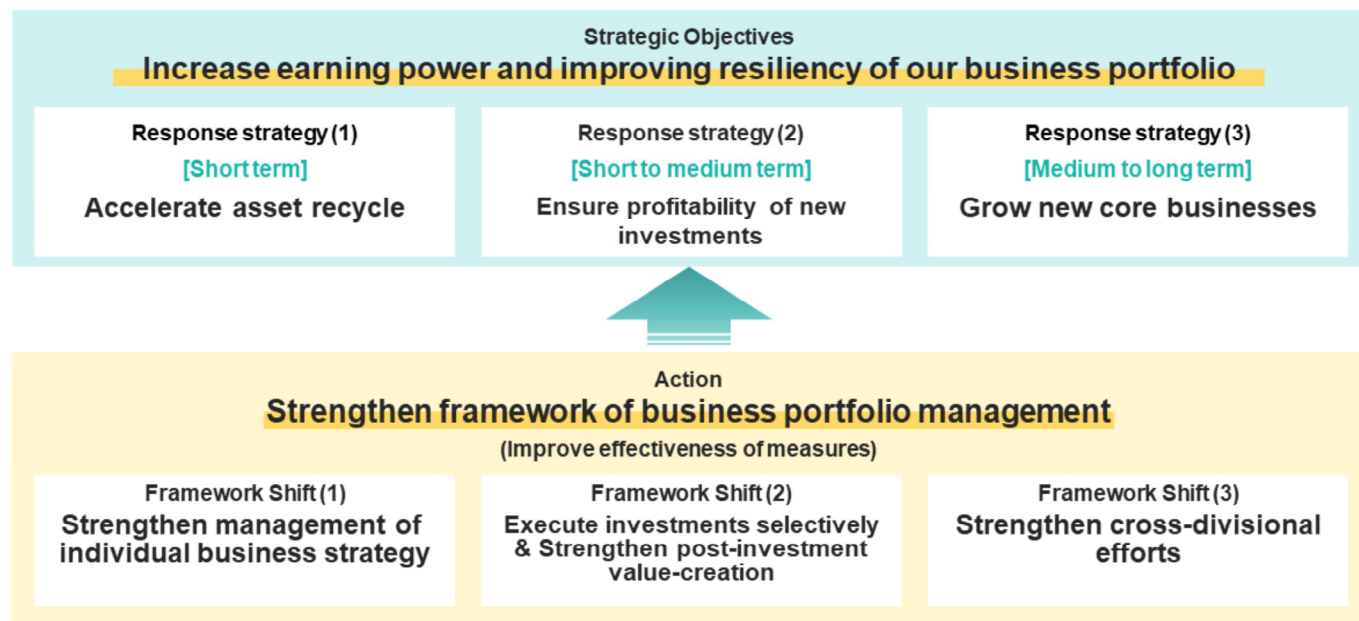 Strategic Objectives
Increase earning power and improving resiliency of our business portfolio
Response strategy (1)
[Short term]
Accelerate asset recycle
Response strategy (2)
[Short to medium term]
Ensure profitability of new
investments
Response strategy (3)
[Medium to long term]
Grow new core businesses
Action
Strengthen framework of business portfolio management
(Improve effectiveness of measures)
Framework Shift (1)
Strengthen management of
individual business strategy
Framework Shift (2)
Execute investments selectively
& Strengthen post-investment
value-creation
Framework Shift (3)
Strengthen cross-divisional
efforts